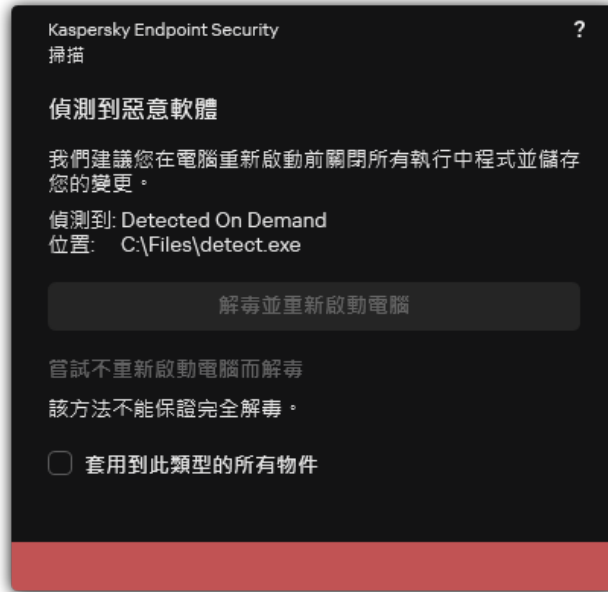 Kaspersky Endpoint Security
?
掃描
偵測到惡意軟體
我們建議您在電腦重新啟動前關閉所有執行中程式並儲存
您的變更。
偵測到: Detected On Demand
位置: C:\Files\detect.exe
解毒並重新啟動電腦
嘗試不重新啟動電腦而解毒
該方法不能保證完全解毒。
套用到此類型的所有物件